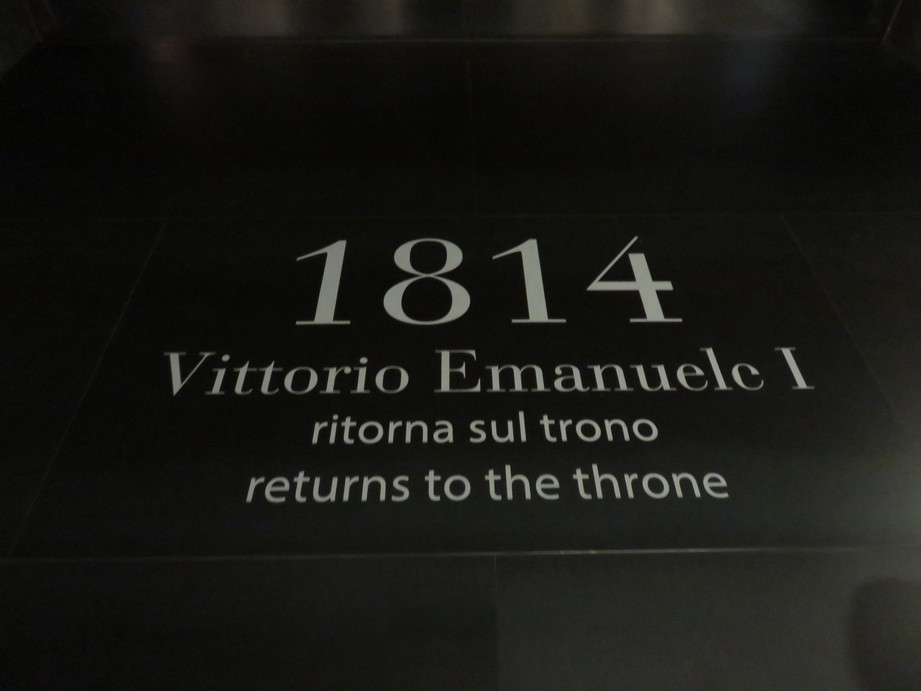 1814
Vittorio Emanuele I
ritorna sul trono
returns to the throne